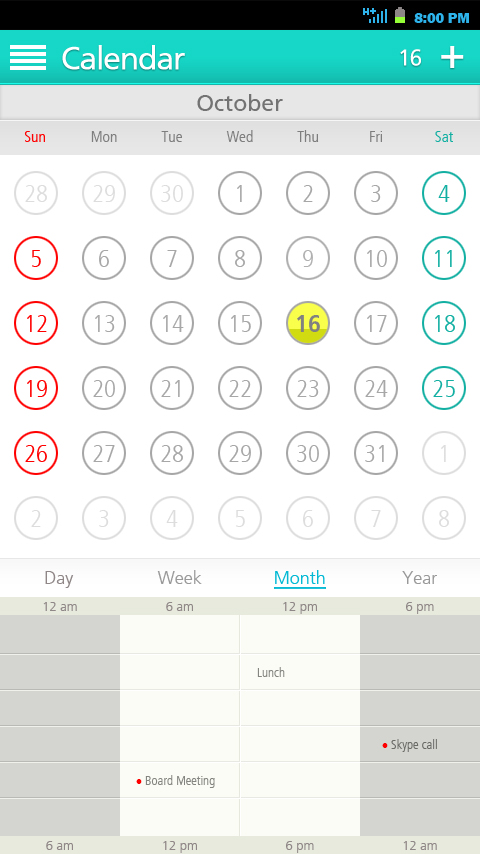 H+ 8:00 PM
Calendar 16 +
October
Sun Mon Tue Wed Thu Fri Sat
28 29 30 1 2 3 4
5 6 7 8 9 10 11
12 13 14 15 16 17 18
19 20 21 22 23 24 25
26 27 28 29 30 31 1
2 3 4 5 6 7 8
Day Week Month Year
12 am 6 am 12 pm 6 pm
Lunch
Skype call
Board Meeting
6 am 12 pm 6 pm 12 am